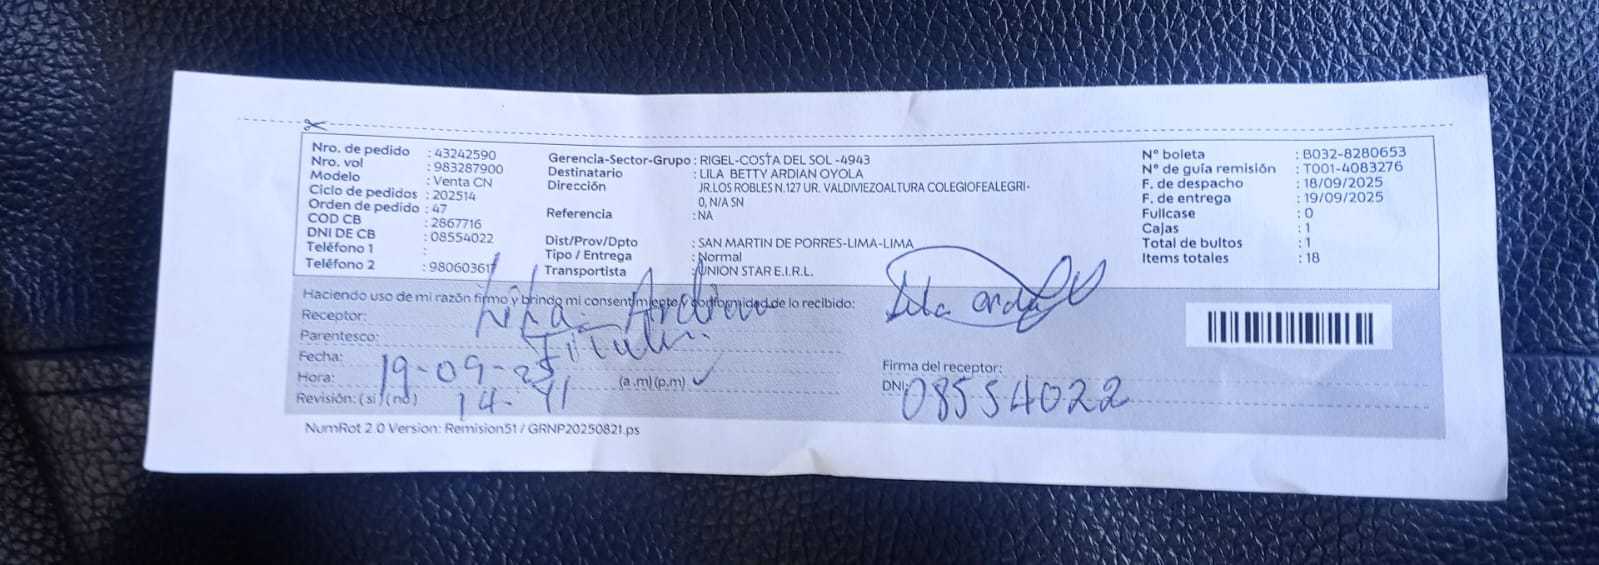 Nro. de pedido : 43242590
Nro. vol : 983287900
Modelo : Venta CN
Ciclo de pedidos : 202514
Orden de pedido : 47
COD CB : 2867716
DNI DE CB : 08554022
Teléfono 1 :
Teléfono 2 : 980603617
Gerencia-Sector-Grupo : RIGEL-COSTA DEL SOL -4943
Destinatario : LILA BETTY ARDIAN OYOLA
Dirección JR.LOS ROBLES N.127 UR. VALDIVIEZOALTURA COLEGIOFEALEGRI-
0, N/A SN
Referencia : NA
Dist/Prov/Dpto : SAN MARTIN DE PORRES-LIMA-LIMA
Tipo / Entrega : Normal
Transportista : UNION STAR E.I.R.L.
N° boleta : B032-8280653
N° de guía remisión : T001-4083276
F. de despacho : 18/09/2025
F. de entrega : 19/09/2025
Fullcase : 0
Cajas : 1
Total de bultos : 1
Items totales : 18
Haciendo uso de mi razón firmo y brindo mi consentimiento y conformidad de lo recibido:
Receptor: Lila Ardian
Parentesco: Titular.
Fecha: 19-09-25
Hora: 14-41 (a .m) (p.m) ✓
Revisión: ( si ) ( no )
Firma del receptor:
DNI: 08554022
NumRot 2 0 Version: Remision51 / GRNP20250821.ps